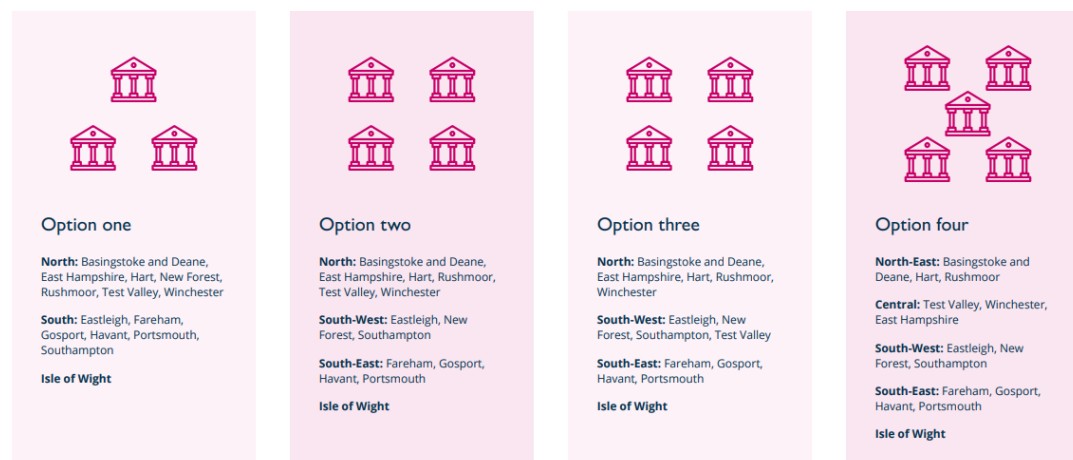 Option one
North: Basingstoke and Deane,
East Hampshire, Hart, New Forest,
Rushmoor, Test Valley, Winchester
South: Eastleigh, Fareham,
Gosport, Havant, Portsmouth,
Southampton
Isle of Wight
Option two
North: Basingstoke and Deane,
East Hampshire, Hart, Rushmoor,
Test Valley, Winchester
South-West: Eastleigh, New
Forest, Southampton
South-East: Fareham, Gosport,
Havant, Portsmouth
Isle of Wight
Option three
North: Basingstoke and Deane,
East Hampshire, Hart, Rushmoor,
Winchester
South-West: Eastleigh, New
Forest, Southampton, Test Valley
South-East: Fareham, Gosport,
Havant, Portsmouth
Isle of Wight
Option four
North-East: Basingstoke and
Deane, Hart, Rushmoor
Central: Test Valley, Winchester,
East Hampshire
South-West: Eastleigh, New
Forest, Southampton
South-East: Fareham, Gosport,
Havant, Portsmouth
Isle of Wight